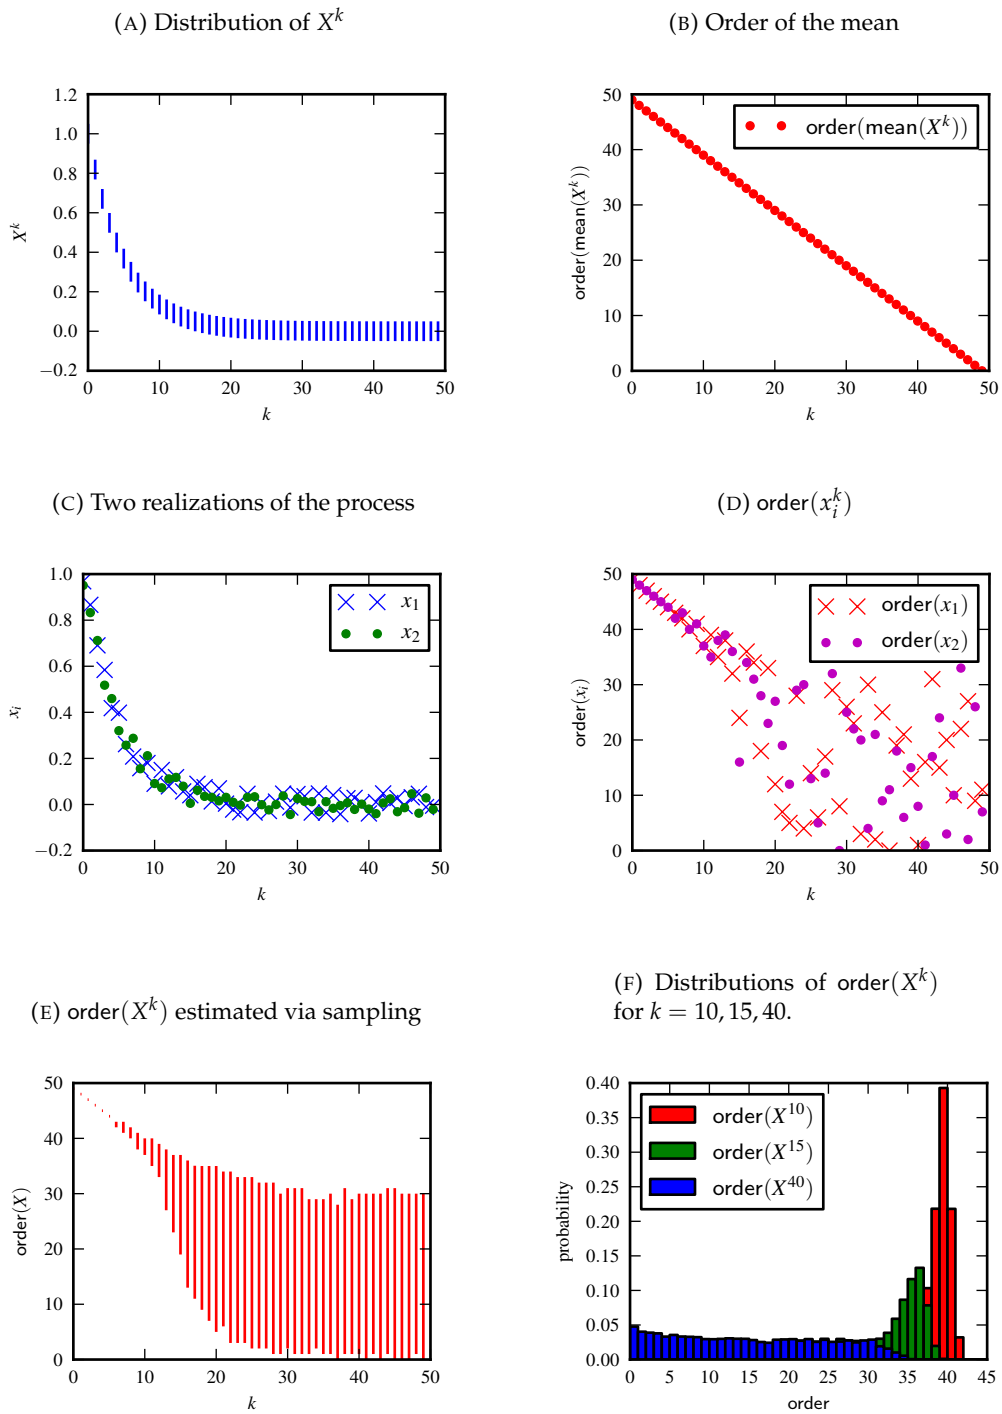 (A) Distribution of X^k
(B) Order of the mean
1.2
1.0
0.8
0.6
0.4
0.2
0.0
−0.2
X^k
0 10 20 30 40 50
k
50
40
30
20
10
0
order(mean(X^k))
order(mean(X^k))
0 10 20 30 40 50
k
(C) Two realizations of the process
(D) order(x_i^k)
1.0
0.8
0.6
0.4
0.2
0.0
−0.2
x_i
x_1
x_2
0 10 20 30 40 50
k
50
40
30
20
10
0
order(x_i)
order(x_1)
order(x_2)
0 10 20 30 40 50
k
(E) order(X^k) estimated via sampling
(F) Distributions of order(X^k)
for k = 10, 15, 40.
50
40
30
20
10
0
order(X)
0 10 20 30 40 50
k
0.40
0.35
0.30
0.25
0.20
0.15
0.10
0.05
0.00
probability
order(X^10)
order(X^15)
order(X^40)
0 5 10 15 20 25 30 35 40 45
order